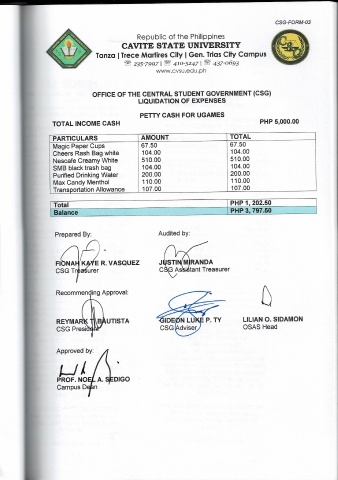 CSG-FORM-03
Republic of the Philippines
CAVITE STATE UNIVERSITY
Tanza | Trece Martires City | Gen. Trias City Campus
☏ 235-7997 | ☏ 410-5247 | ☏ 437-0693
www.cvsu.edu.ph
OFFICE OF THE CENTRAL STUDENT GOVERNMENT (CSG)
LIQUIDATION OF EXPENSES
PETTY CASH FOR UGAMES
TOTAL INCOME CASH PHP 5,000.00
PARTICULARS AMOUNT TOTAL
Magic Paper Cups 67.50 67.50
Cheers Rash Bag white 104.00 104.00
Nescafe Creamy White 510.00 510.00
SMB black trash bag 104.00 104.00
Purified Drinking Water 200.00 200.00
Max Candy Menthol 110.00 110.00
Transportation Allowance 107.00 107.00
Total PHP 1, 202.50
Balance PHP 3, 797.50
Prepared By: Audited by:
FIONAH KAYE R. VASQUEZ JUSTIN MIRANDA
CSG Treasurer CSG Assistant Treasurer
Recommending Approval:
REYMARK T. BAUTISTA GIDEON LUKE P. TY LILIAN O. SIDAMON
CSG President CSG Adviser OSAS Head
Approved by:
PROF. NOEL A. SEDIGO
Campus Dean